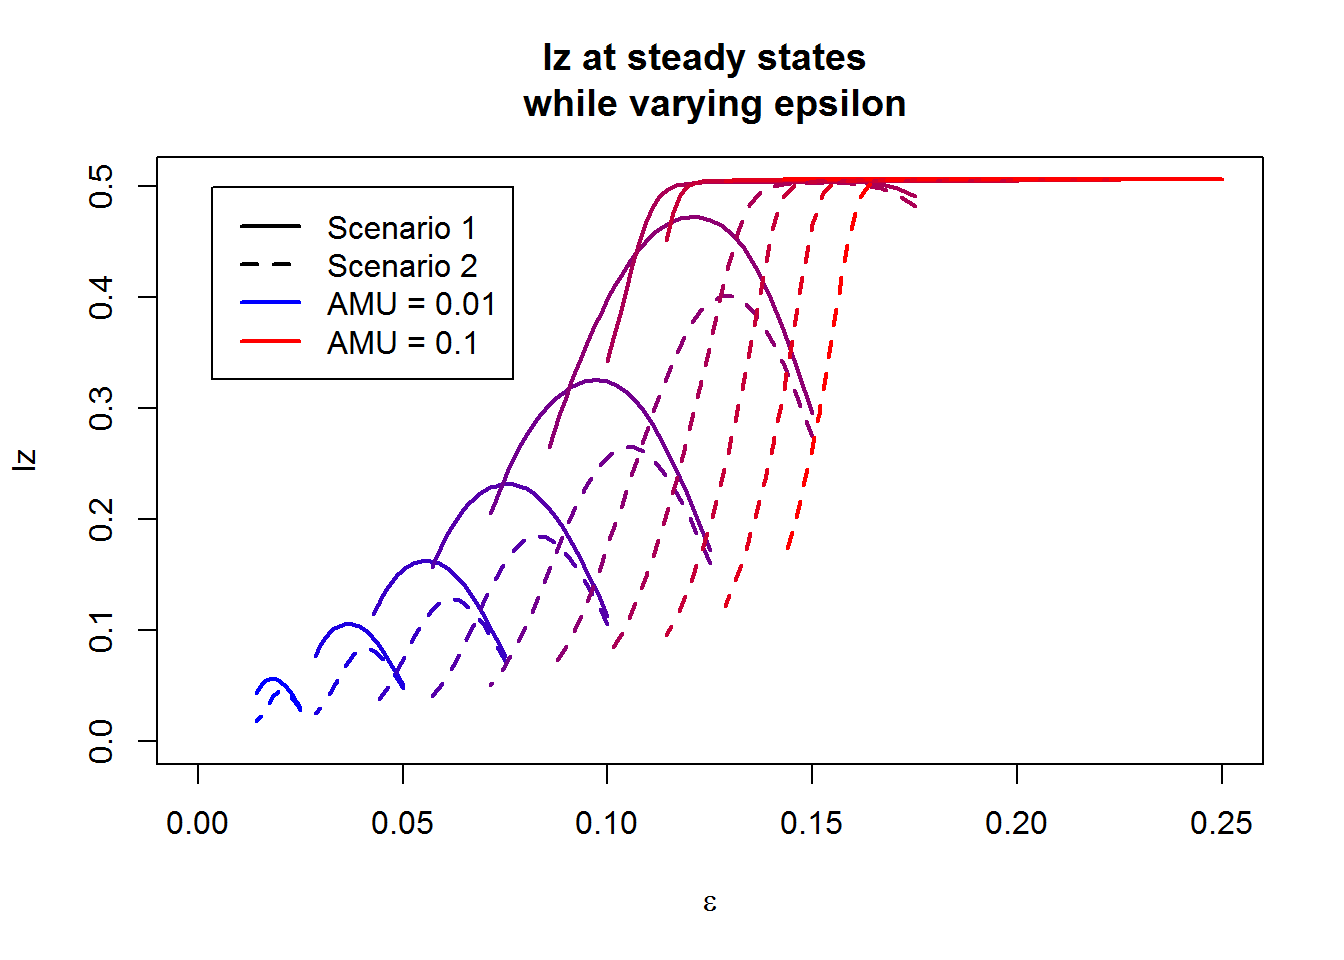 Iz at steady states
while varying epsilon
Scenario 1
Scenario 2
AMU = 0.01
AMU = 0.1
Iz
0.5
0.4
0.3
0.2
0.1
0.0
0.00 0.05 0.10 0.15 0.20 0.25
ε